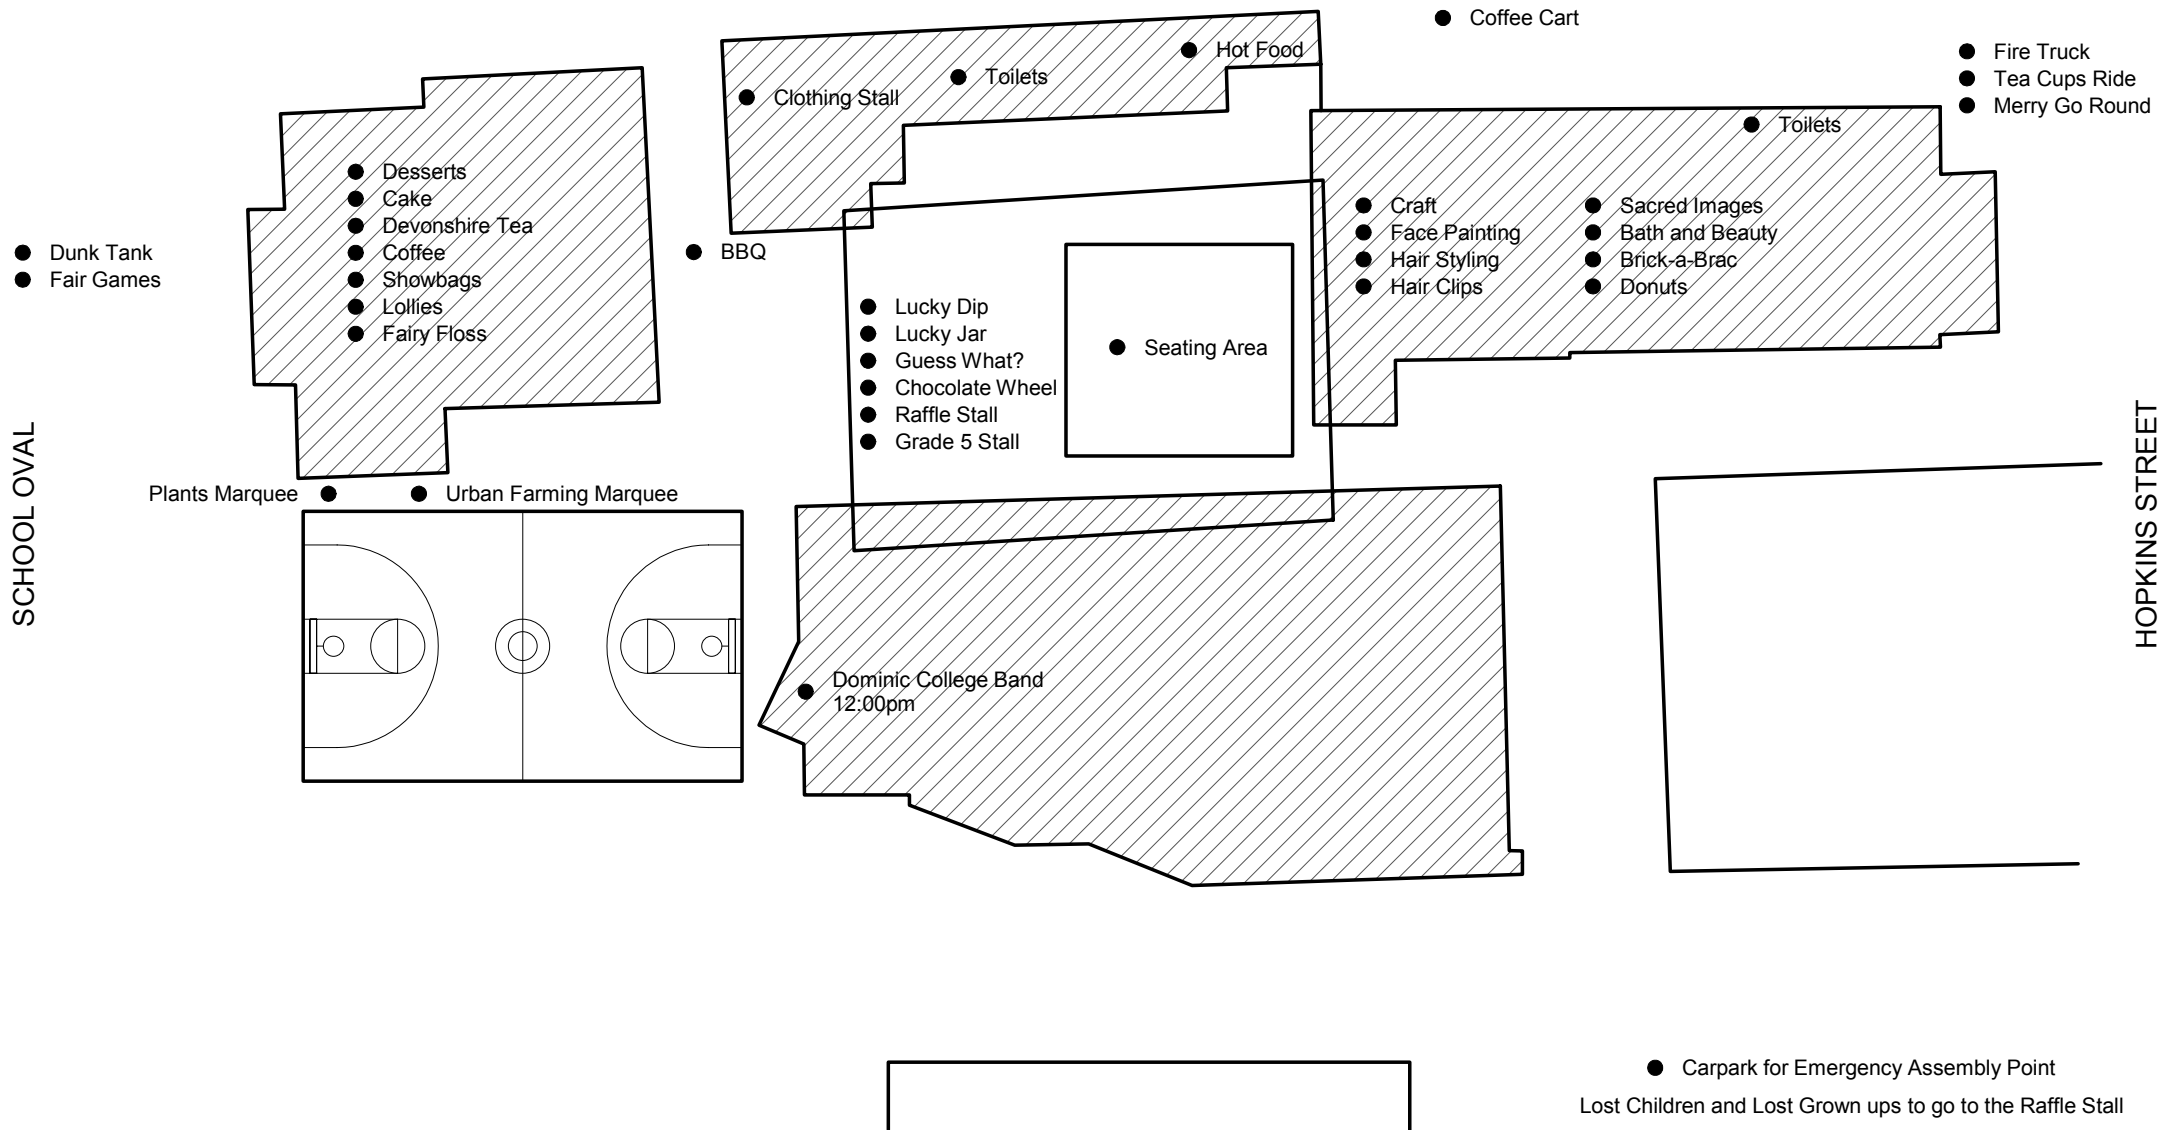 Coffee Cart
Hot Food
Toilets
Clothing Stall
Fire Truck
Tea Cups Ride
Merry Go Round
Toilets
Desserts
Cake
Devonshire Tea
Coffee
Showbags
Lollies
Fairy Floss
Dunk Tank
Fair Games
BBQ
Lucky Dip
Lucky Jar
Guess What?
Chocolate Wheel
Raffle Stall
Grade 5 Stall
Seating Area
Craft
Face Painting
Hair Styling
Hair Clips
Sacred Images
Bath and Beauty
Brick-a-Brac
Donuts
SCHOOL OVAL
HOPKINS STREET
Plants Marquee
Urban Farming Marquee
Dominic College Band
12:00pm
Carpark for Emergency Assembly Point
Lost Children and Lost Grown ups to go to the Raffle Stall